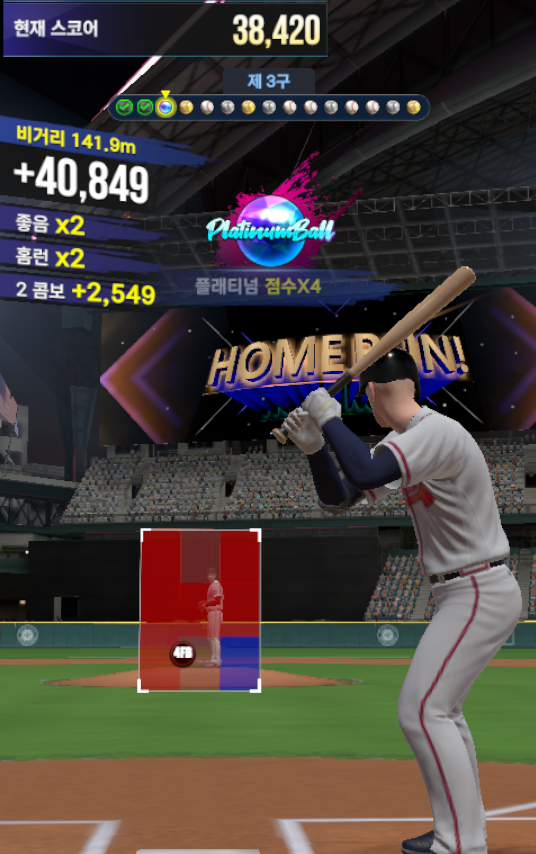 현재 스코어 38,420
제 3구
비거리 141.9m
+40,849
좋음 x2
홈런 x2
2 콤보 +2,549
PlatinumBall
플래티넘 점수X4
HOMERUN!
4FB